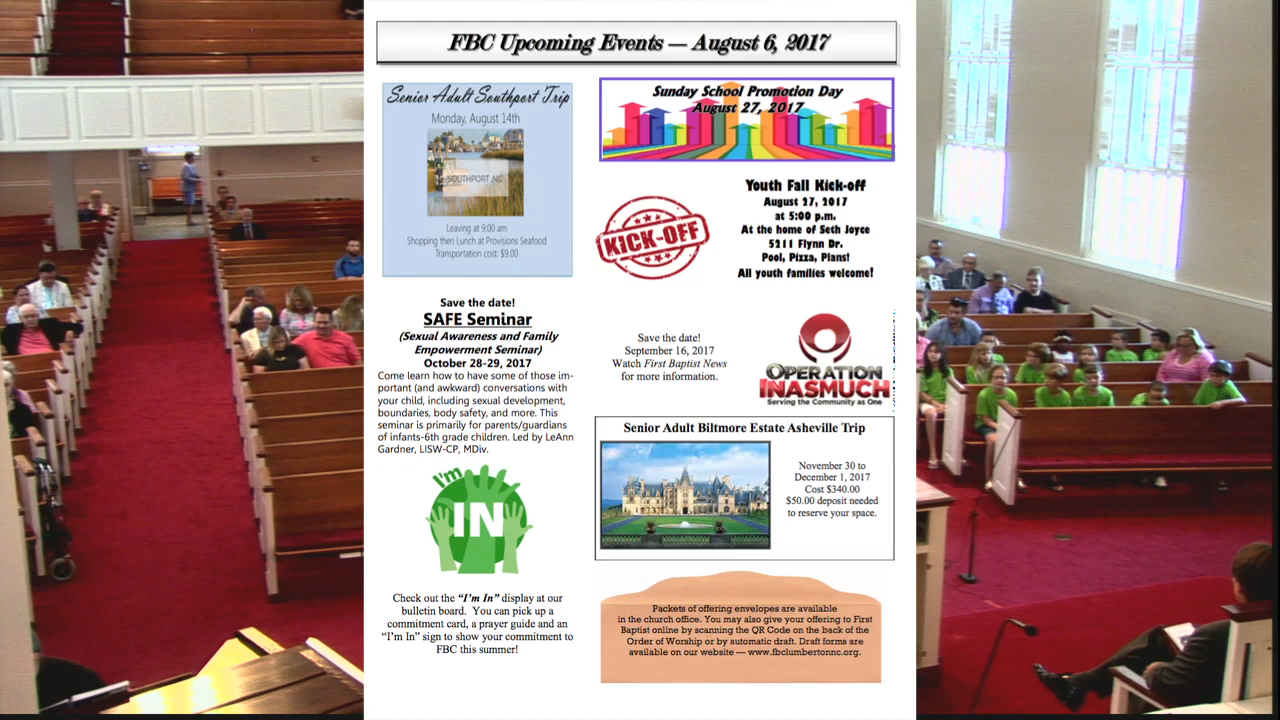 FBC Upcoming Events — August 6, 2017
Senior Adult Southport Trip
Monday, August 14th
SOUTHPORT, NC
Leaving at 9:00 am
Shopping then Lunch at Provisions Seafood
Transportation cost: $9.00
Sunday School Promotion Day
August 27, 2017
KICK-OFF
Youth Fall Kick-off
August 27, 2017
at 5:00 p.m.
At the home of Seth Joyce
5211 Flynn Dr.
Pool, Pizza, Plans!
All youth families welcome!
Save the date!
SAFE Seminar
(Sexual Awareness and Family
Empowerment Seminar)
October 28-29, 2017
Come learn how to have some of those im-
portant (and awkward) conversations with
your child, including sexual development,
boundaries, body safety, and more. This
seminar is primarily for parents/guardians
of infants-6th grade children. Led by LeAnn
Gardner, LISW-CP, MDiv.
Save the date!
September 16, 2017
Watch First Baptist News
for more information.
OPERATION
INASMUCH
Serving the Community as One
Senior Adult Biltmore Estate Asheville Trip
November 30 to
December 1, 2017
Cost $340.00
$50.00 deposit needed
to reserve your space.
I'm
IN
Check out the "I'm In" display at our
bulletin board. You can pick up a
commitment card, a prayer guide and an
"I'm In" sign to show your commitment to
FBC this summer!
Packets of offering envelopes are available
in the church office. You may also give your offering to First
Baptist online by scanning the QR Code on the back of the
Order of Worship or by automatic draft. Draft forms are
available on our website — www.fbclumbertonnc.org.